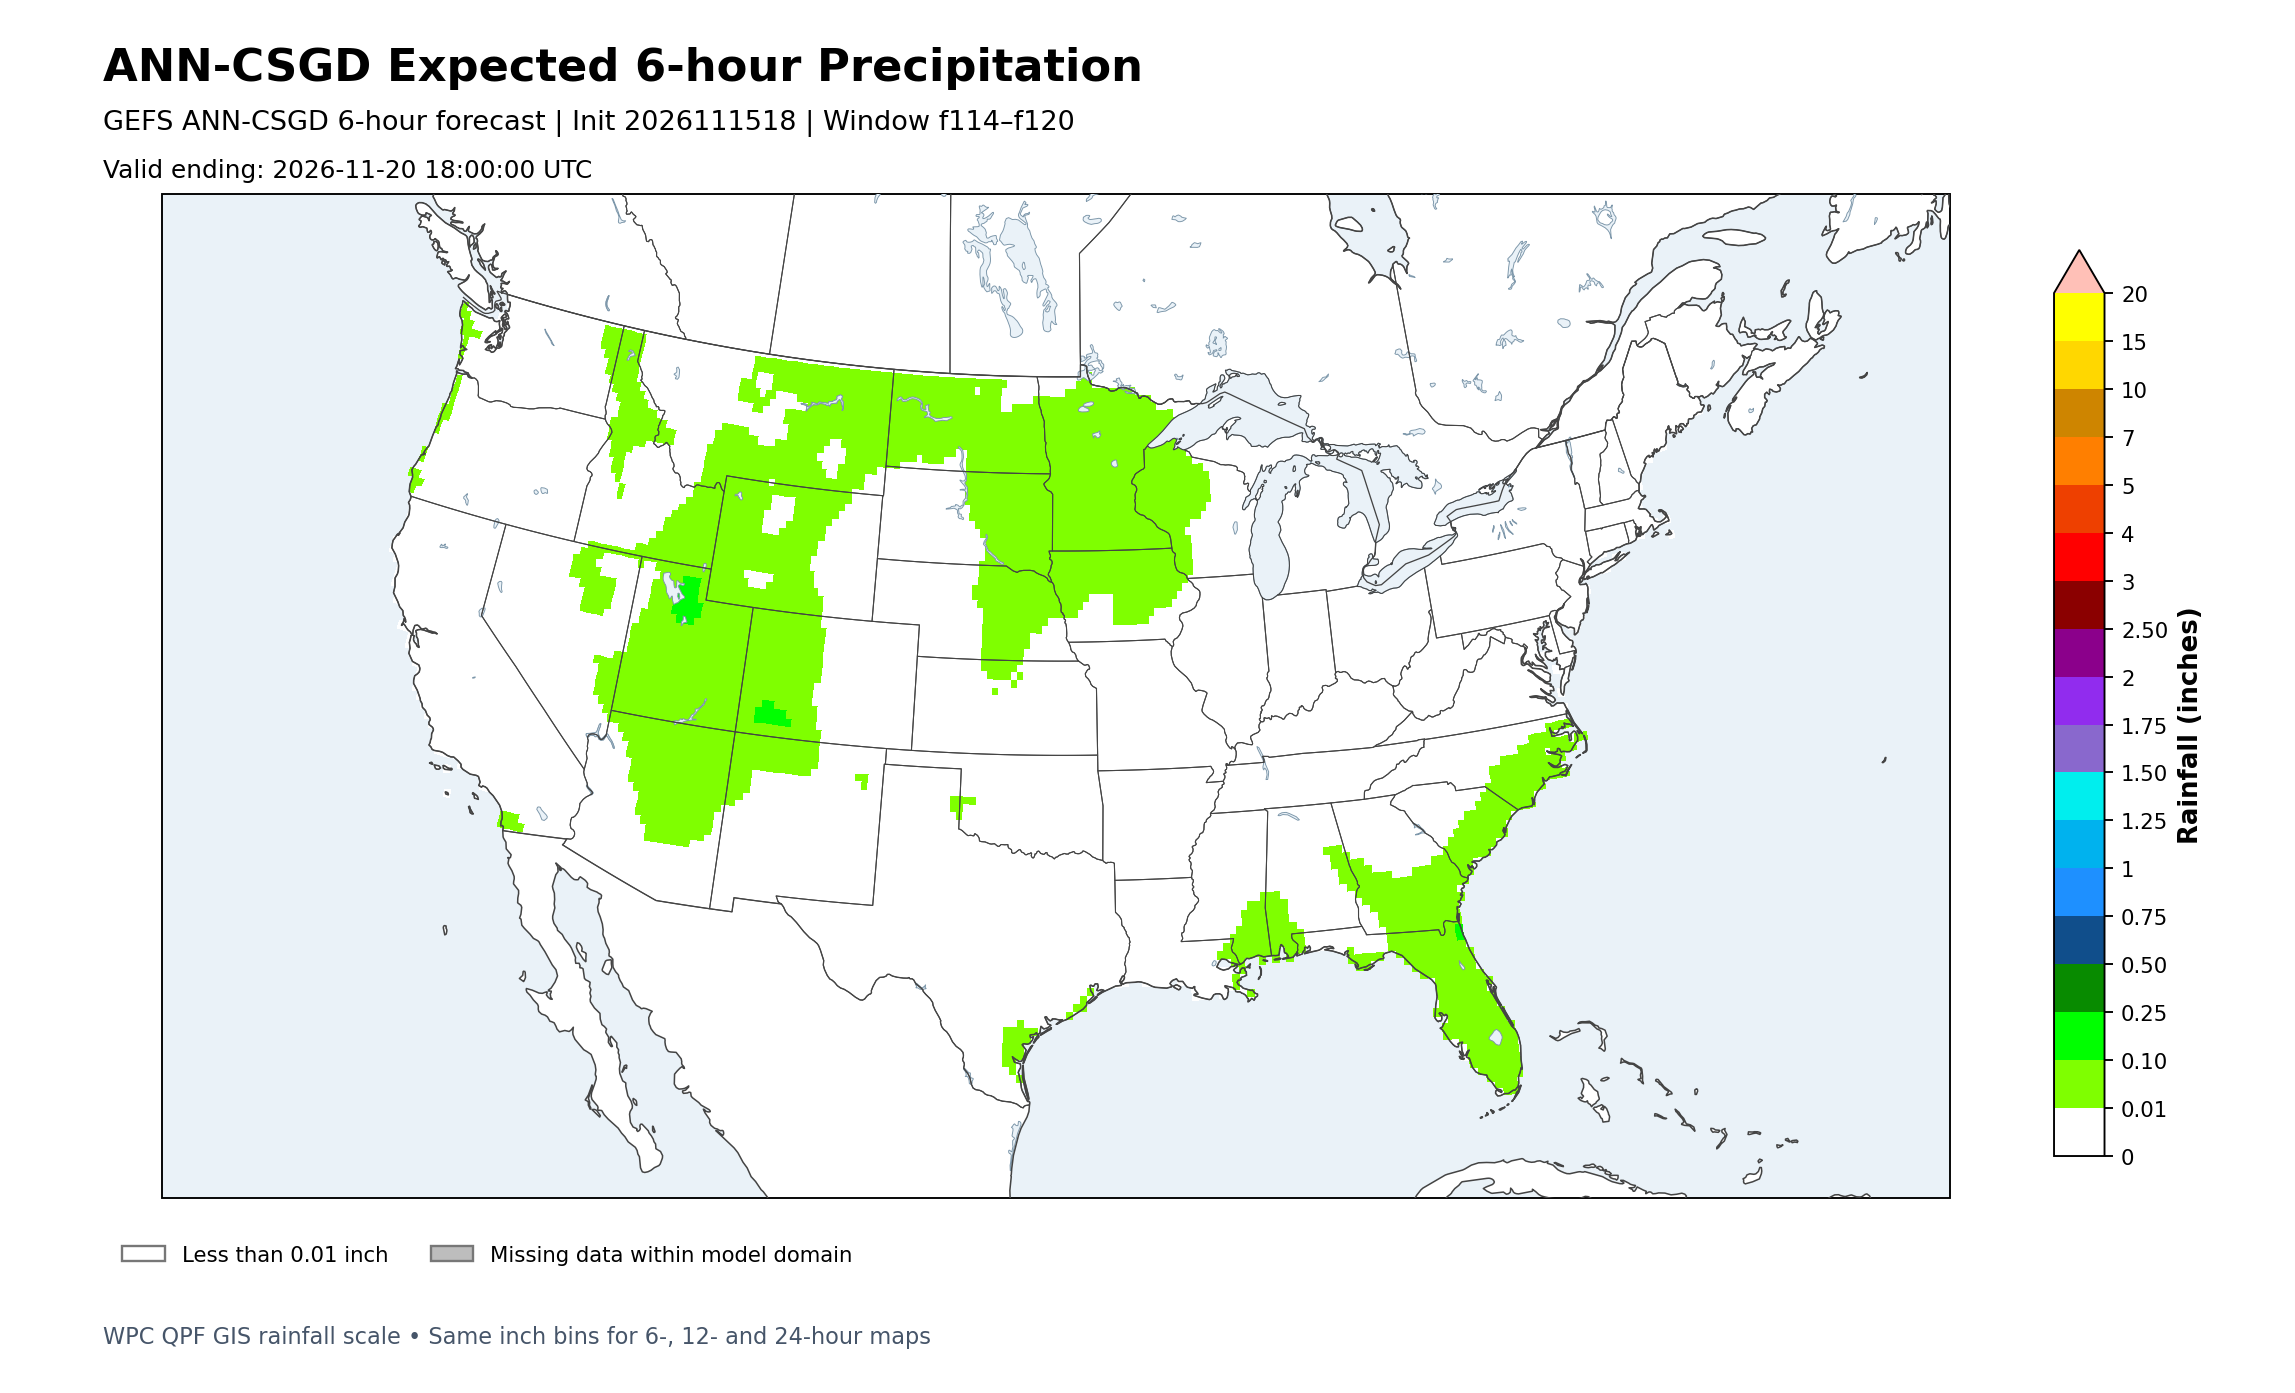 ANN-CSGD Expected 6-hour Precipitation
GEFS ANN-CSGD 6-hour forecast | Init 2026111518 | Window f114–f120
Valid ending: 2026-11-20 18:00:00 UTC
20
15
10
7
5
4
3
2.50
2
1.75
1.50
1.25
1
0.75
0.50
0.25
0.10
0.01
0
Rainfall (inches)
Less than 0.01 inch
Missing data within model domain
WPC QPF GIS rainfall scale • Same inch bins for 6-, 12- and 24-hour maps